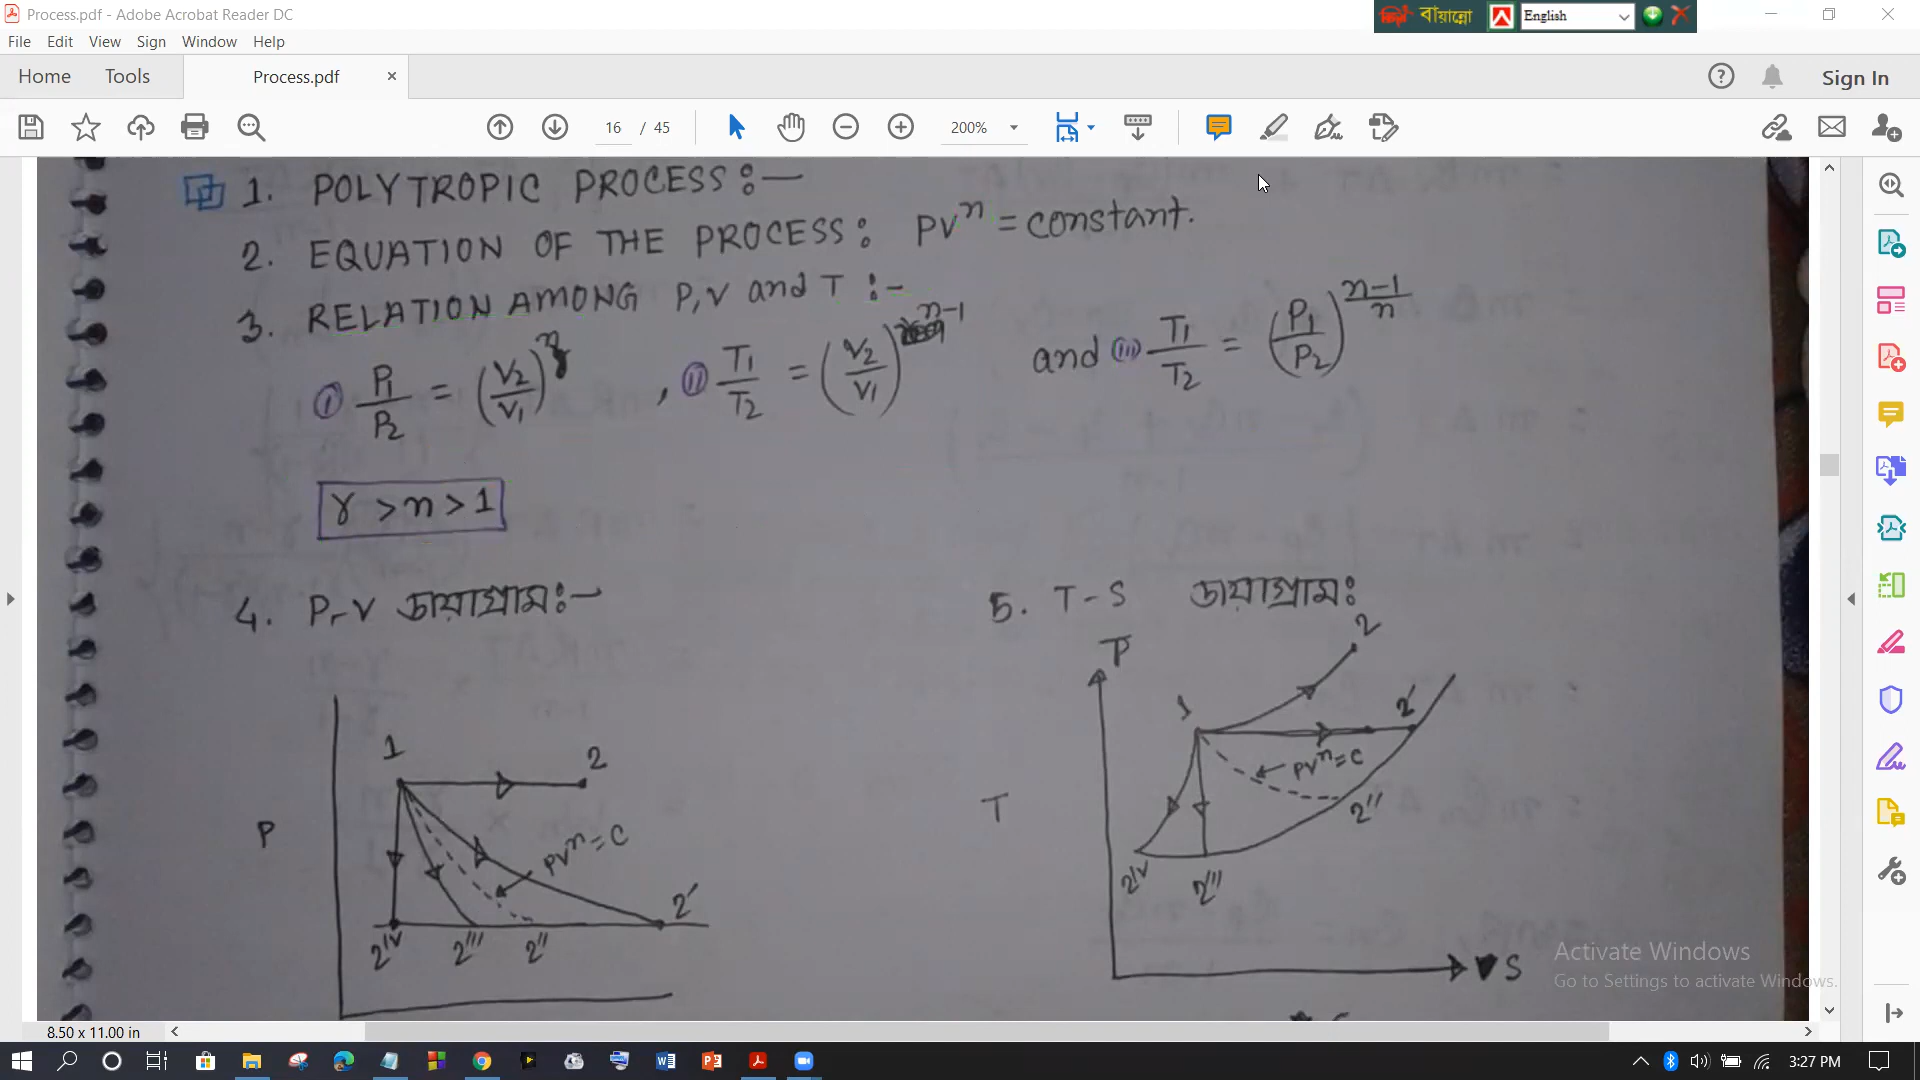 Process.pdf - Adobe Acrobat Reader DC
বায়ান্নো English
File Edit View Sign Window Help
Home Tools Process.pdf × Sign In
16 / 45 200%
1. POLYTROPIC PROCESS:—
2. EQUATION OF THE PROCESS: PVⁿ = constant.
3. RELATION AMONG P, V and T :-
(i) P₁/P₂ = (V₂/V₁)ⁿ , (ii) T₁/T₂ = (V₂/V₁)ⁿ⁻¹ and (iii) T₁/T₂ = (P₁/P₂)^((n-1)/n)
γ > n > 1
4. P-V ডায়াগ্রাম:- 5. T-S ডায়াগ্রাম:
P
1 2
PVⁿ = C
2' 2'' 2''' 2'ⱽ
T
T
1 2 2'
PVⁿ = C
2'' 2''' 2'ⱽ
S
Activate Windows
Go to Settings to activate Windows.
8.50 x 11.00 in
3:27 PM